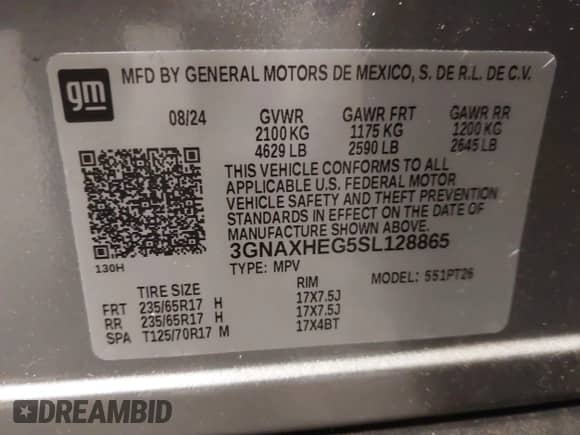 gm
MFD BY GENERAL MOTORS DE MEXICO, S. DE R.L. DE C.V.
08/24 GVWR GAWR FRT GAWR RR
2100 KG 1175 KG 1200 KG
4629 LB 2590 LB 2645 LB
THIS VEHICLE CONFORMS TO ALL
APPLICABLE U.S. FEDERAL MOTOR
VEHICLE SAFETY AND THEFT PREVENTION
STANDARDS IN EFFECT ON THE DATE OF
MANUFACTURE SHOWN ABOVE.
3GNAXHEG5SL128865
130H
TYPE: MPV MODEL: 551PT26
TIRE SIZE RIM
FRT 235/65R17 H 17X7.5J
RR 235/65R17 H 17X7.5J
SPA T125/70R17 M 17X4BT
DREAMBID